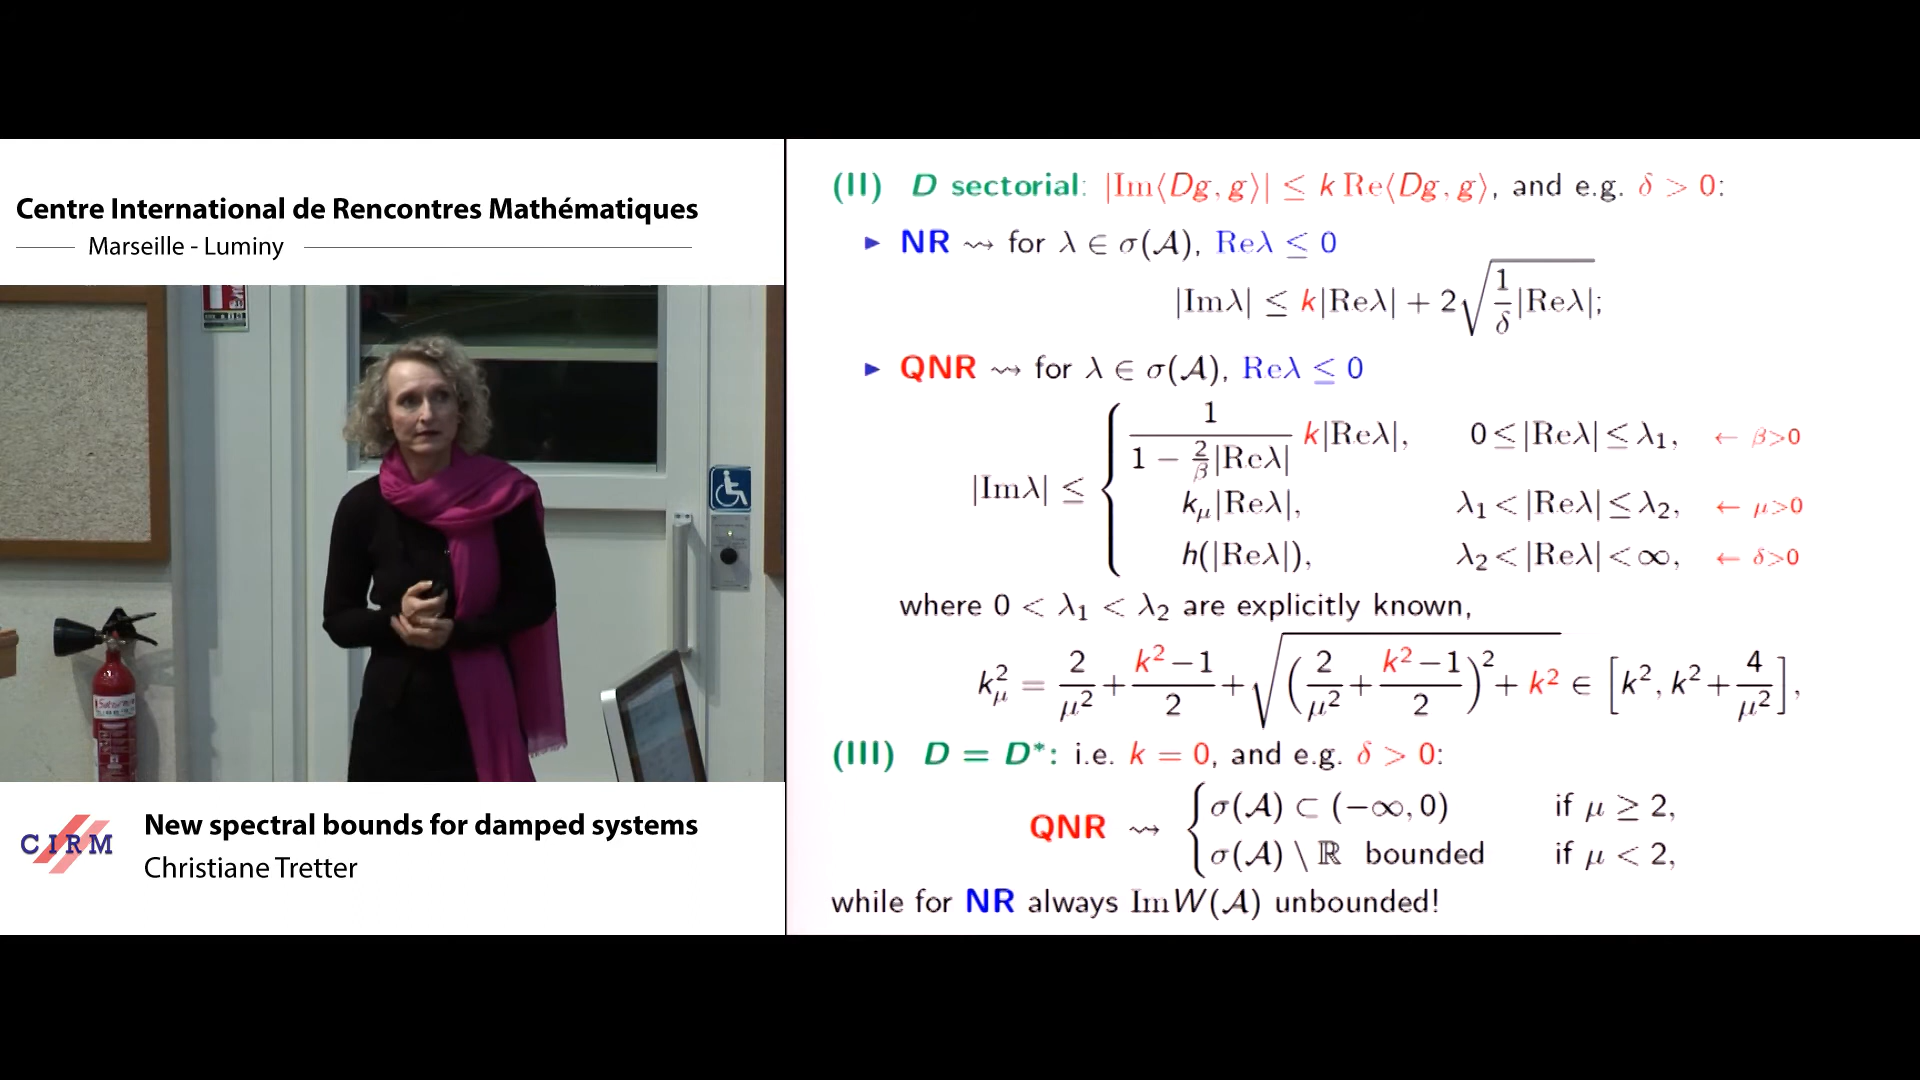 Centre International de Rencontres Mathématiques
Marseille - Luminy
CIRM
New spectral bounds for damped systems
Christiane Tretter
(II) D sectorial: |Im⟨Dg, g⟩| ≤ k Re⟨Dg, g⟩, and e.g. δ > 0:
▸ NR ⇝ for λ ∈ σ(𝒜), Reλ ≤ 0
|Imλ| ≤ k|Reλ| + 2√(1/δ |Reλ|);
▸ QNR ⇝ for λ ∈ σ(𝒜), Reλ ≤ 0
|Imλ| ≤ {
1/(1 − 2/β |Reλ|) k|Reλ|, 0 ≤ |Reλ| ≤ λ₁, ← β>0
k_μ|Reλ|, λ₁ < |Reλ| ≤ λ₂, ← μ>0
h(|Reλ|), λ₂ < |Reλ| < ∞, ← δ>0
where 0 < λ₁ < λ₂ are explicitly known,
k_μ² = 2/μ² + (k²−1)/2 + √((2/μ² + (k²−1)/2)² + k²) ∈ [k², k² + 4/μ²],
(III) D = D*: i.e. k = 0, and e.g. δ > 0:
QNR ⇝ { σ(𝒜) ⊂ (−∞, 0) if μ ≥ 2,
σ(𝒜) \ ℝ bounded if μ < 2,
while for NR always ImW(𝒜) unbounded!